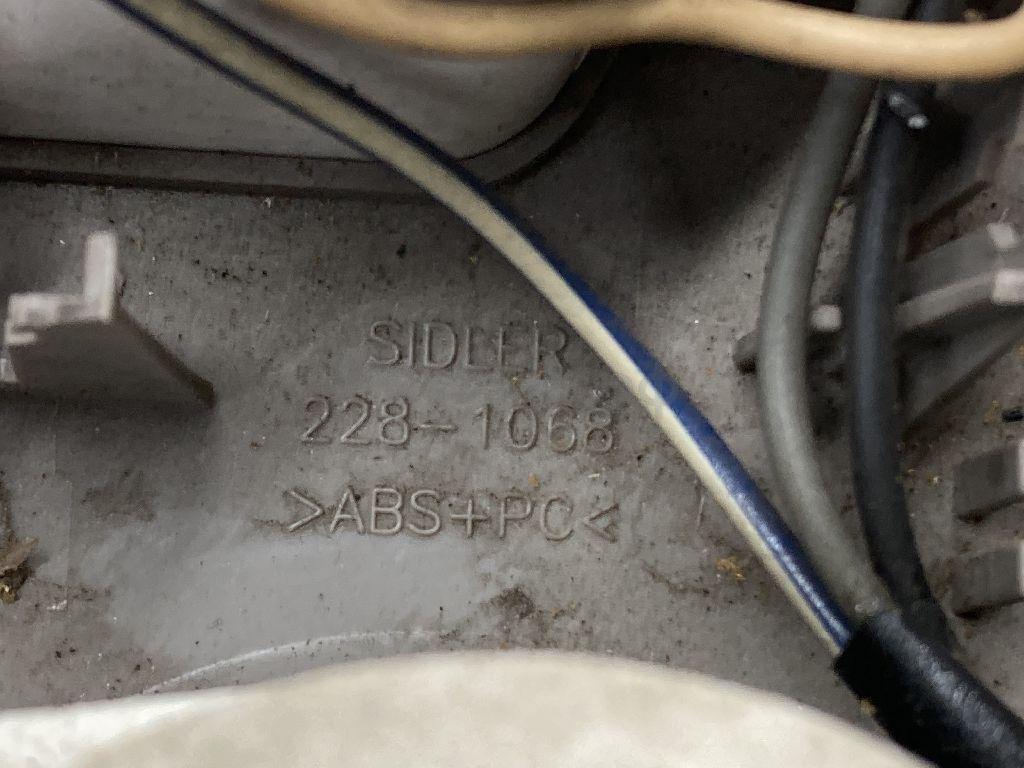 SIDLER
228-1068
>ABS+PC<